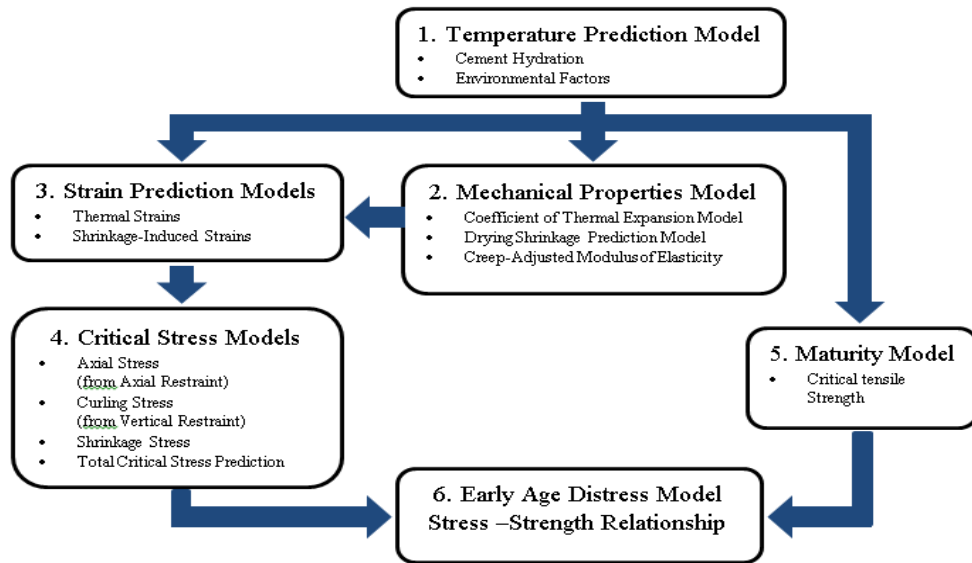 1. Temperature Prediction Model
• Cement Hydration
• Environmental Factors
3. Strain Prediction Models
• Thermal Strains
• Shrinkage-Induced Strains
2. Mechanical Properties Model
• Coefficient of Thermal Expansion Model
• Drying Shrinkage Prediction Model
• Creep-Adjusted Modulus of Elasticity
4. Critical Stress Models
• Axial Stress
(from Axial Restraint)
• Curling Stress
(from Vertical Restraint)
• Shrinkage Stress
• Total Critical Stress Prediction
5. Maturity Model
• Critical tensile
Strength
6. Early Age Distress Model
Stress –Strength Relationship